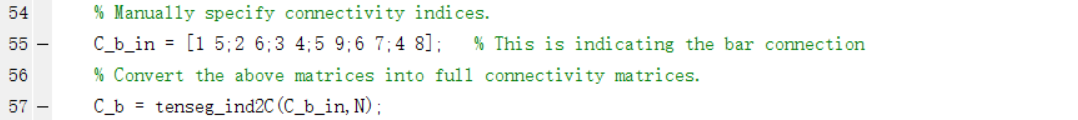 54 % Manually specify connectivity indices.
55 — C_b_in = [1 5;2 6;3 4;5 9;6 7;4 8]; % This is indicating the bar connection
56 % Convert the above matrices into full connectivity matrices.
57 — C_b = tenseg_ind2C(C_b_in,N);